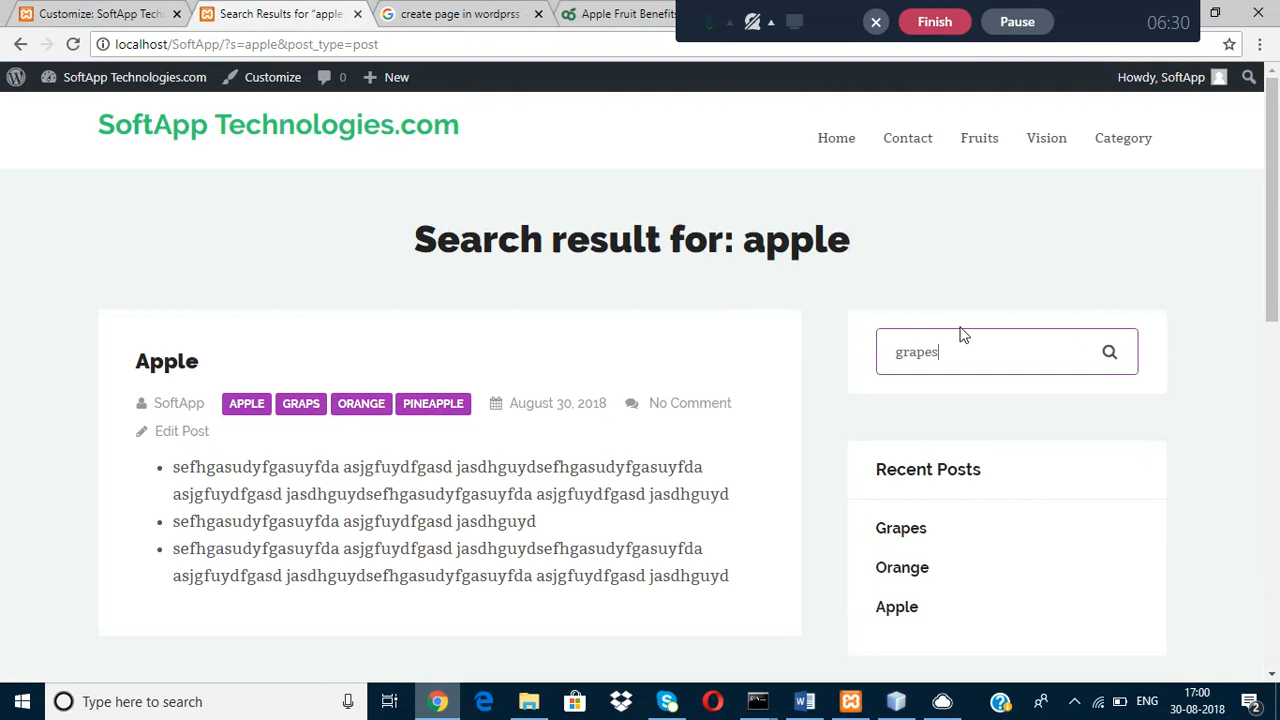 Customize: SoftApp Technologies
Search Results for “apple
create page in wordprss
Apple Fruit Benefits
Finish
Pause
06:30
localhost/SoftApp/?s=apple&post_type=post
SoftApp Technologies.com
Customize
0
New
Howdy, SoftApp
SoftApp Technologies.com
Home
Contact
Fruits
Vision
Category
Search result for: apple
grapes
Apple
SoftApp
APPLE
GRAPS
ORANGE
PINEAPPLE
August 30, 2018
No Comment
Edit Post
sefhgasudyfgasuyfda asjgfuydfgasd jasdhguydsefhgasudyfgasuyfda
asjgfuydfgasd jasdhguydsefhgasudyfgasuyfda asjgfuydfgasd jasdhguyd
sefhgasudyfgasuyfda asjgfuydfgasd jasdhguyd
sefhgasudyfgasuyfda asjgfuydfgasd jasdhguydsefhgasudyfgasuyfda
asjgfuydfgasd jasdhguydsefhgasudyfgasuyfda asjgfuydfgasd jasdhguyd
Recent Posts
Grapes
Orange
Apple
Type here to search
ENG
17:00
30-08-2018
2